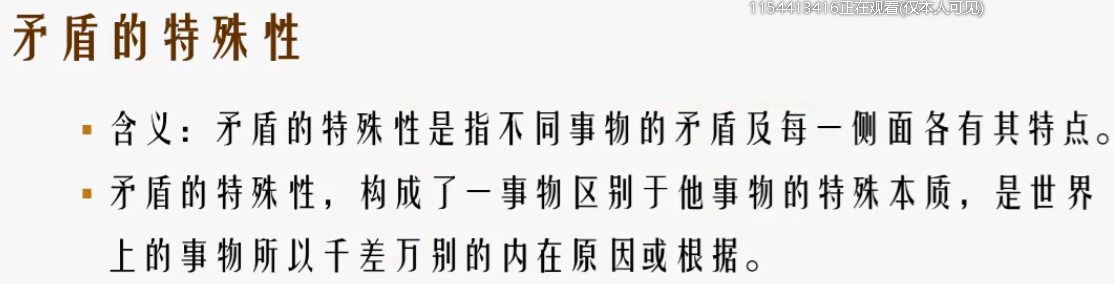 1154413416正在观看(仅本人可见)
矛盾的特殊性
▪ 含义：矛盾的特殊性是指不同事物的矛盾及每一侧面各有其特点。
▪ 矛盾的特殊性，构成了一事物区别于他事物的特殊本质，是世界
上的事物所以千差万别的内在原因或根据。